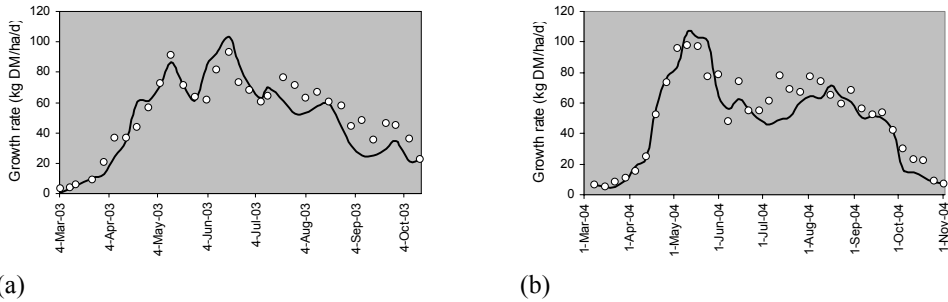 Growth rate (kg DM/ha/d)
120
100
80
60
40
20
0
4-Mar-03
4-Apr-03
4-May-03
4-Jun-03
4-Jul-03
4-Aug-03
4-Sep-03
4-Oct-03
(a)
Growth rate (kg DM/ha/d)
120
100
80
60
40
20
0
1-Mar-04
1-Apr-04
1-May-04
1-Jun-04
1-Jul-04
1-Aug-04
1-Sep-04
1-Oct-04
1-Nov-04
(b)